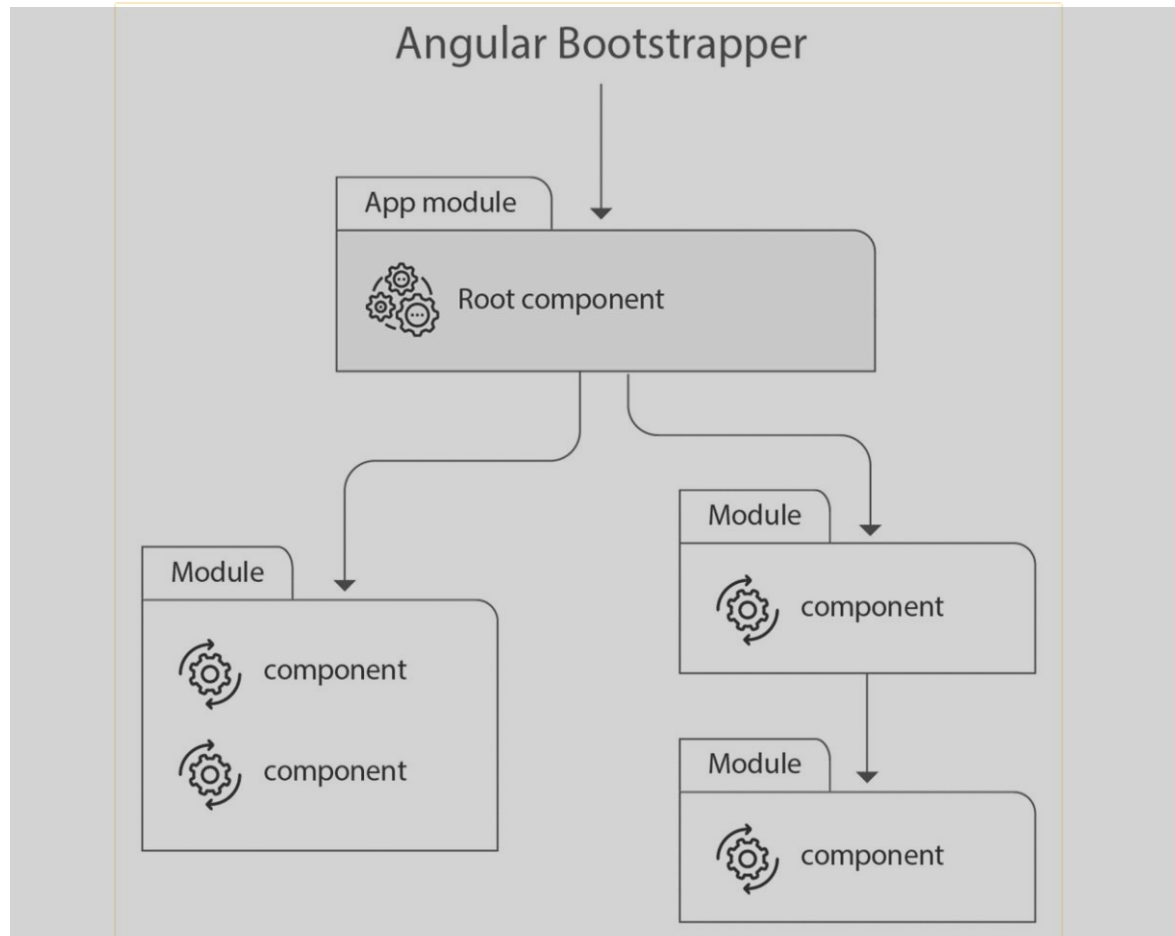 Angular Bootstrapper
App module
Root component
Module
component
component
Module
component
Module
component